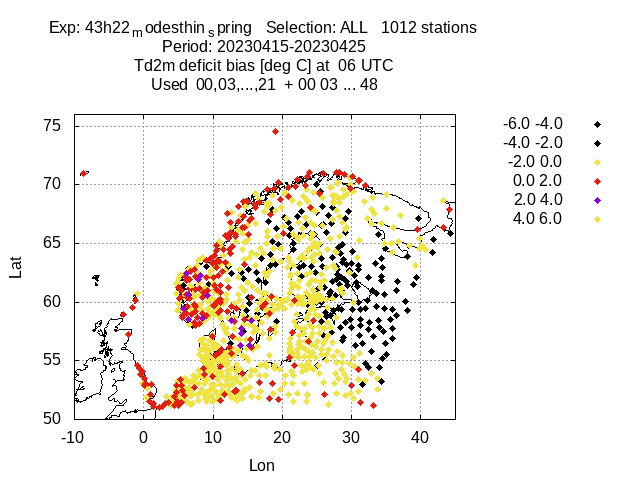 Exp: 43h22modesthinspring Selection: ALL 1012 stations
Period: 20230415-20230425
Td2m deficit bias [deg C] at 06 UTC
Used 00,03,...,21 + 00 03 ... 48
-6.0 -4.0
-4.0 -2.0
-2.0 0.0
0.0 2.0
2.0 4.0
4.0 6.0
75
70
65
60
55
50
Lat
-10 0 10 20 30 40
Lon